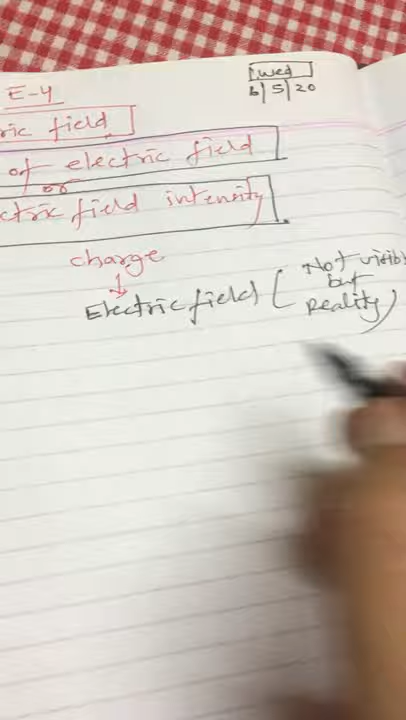 E-4
Wed
6|5|20
ric field
of electric field
or
ctric field intensity
charge
Electric field (Not visib
but
reality)